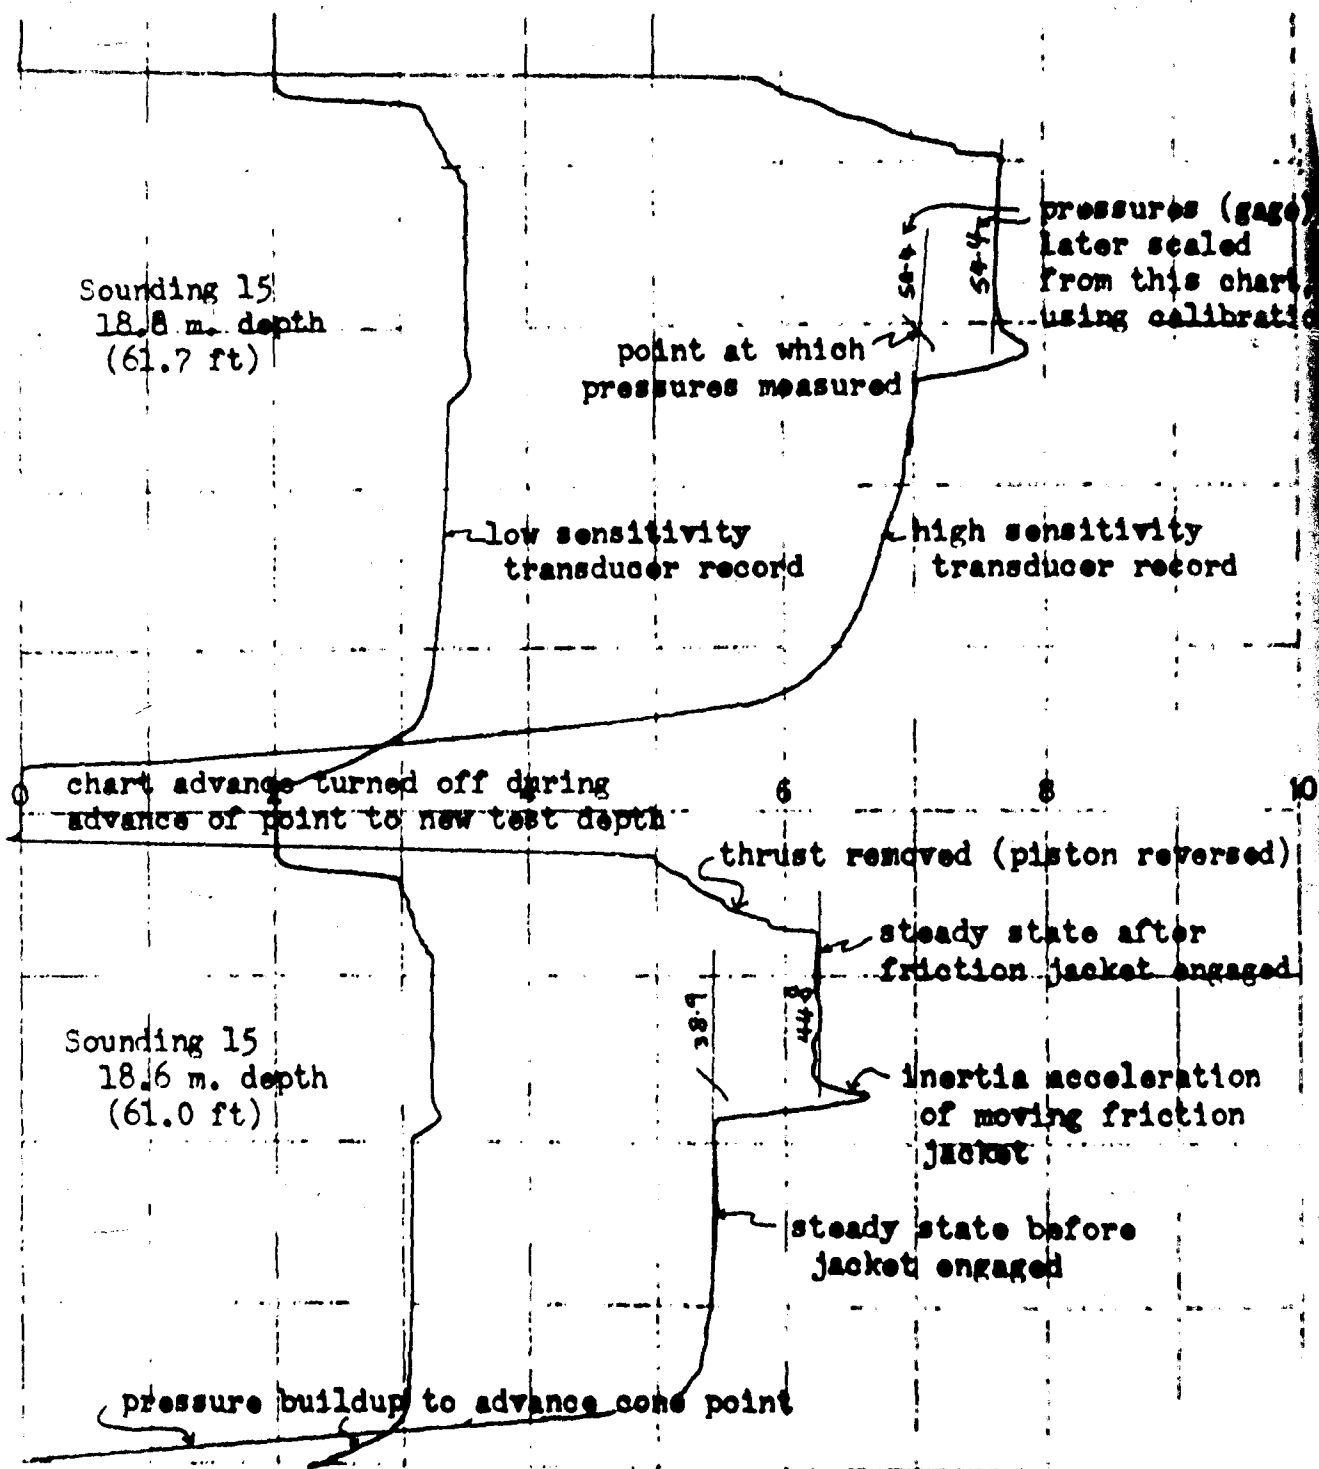 pressures (gage)
later scaled
from this chart,
using calibratio
50.4
54.4
Sounding 15
18.8 m. depth
(61.7 ft)
point at which
pressures measured
low sensitivity
transducer record
high sensitivity
transducer record
chart advance turned off during
advance of point to new test depth
0
6
8
10
thrust removed (piston reversed)
steady state after
friction jacket engaged
38.9
44.8
Sounding 15
18.6 m. depth
(61.0 ft)
inertia acceleration
of moving friction
jacket
steady state before
jacket engaged
pressure buildup to advance cone point